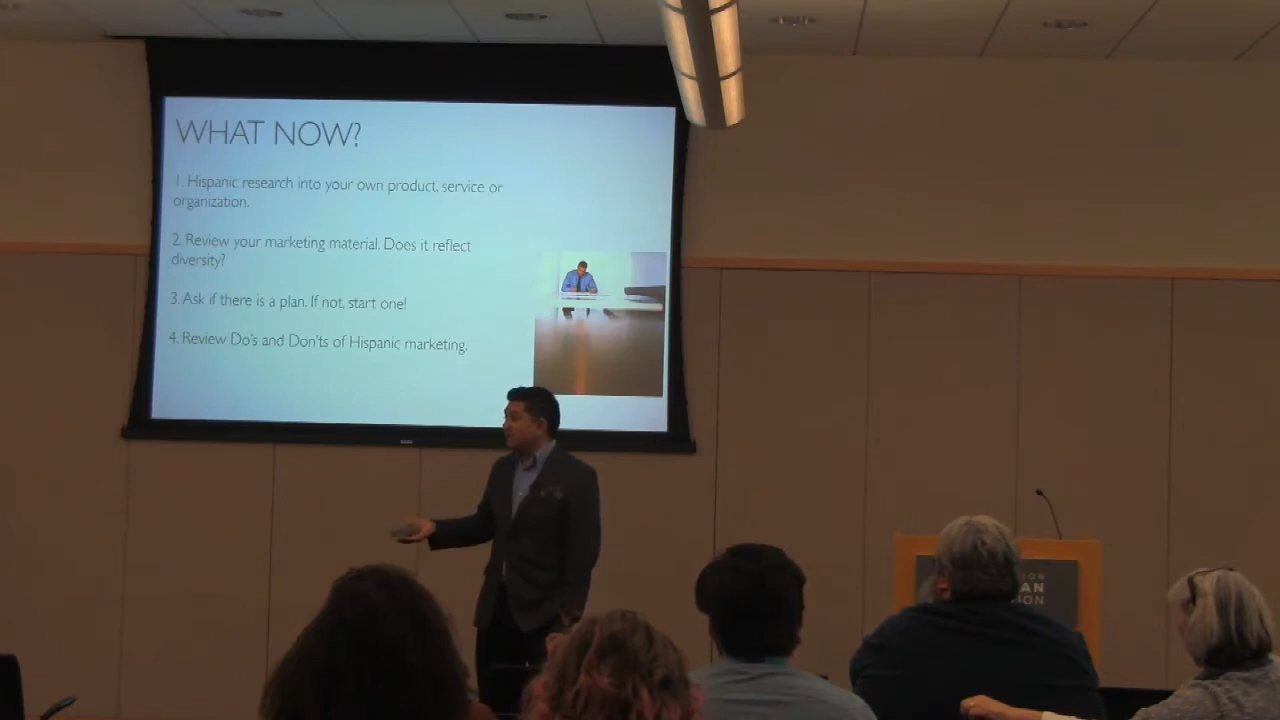 WHAT NOW?
1. Hispanic research into your own product, service or
organization.
2. Review your marketing material. Does it reflect
diversity?
3. Ask if there is a plan. If not, start one!
4. Review Do's and Don'ts of Hispanic marketing.